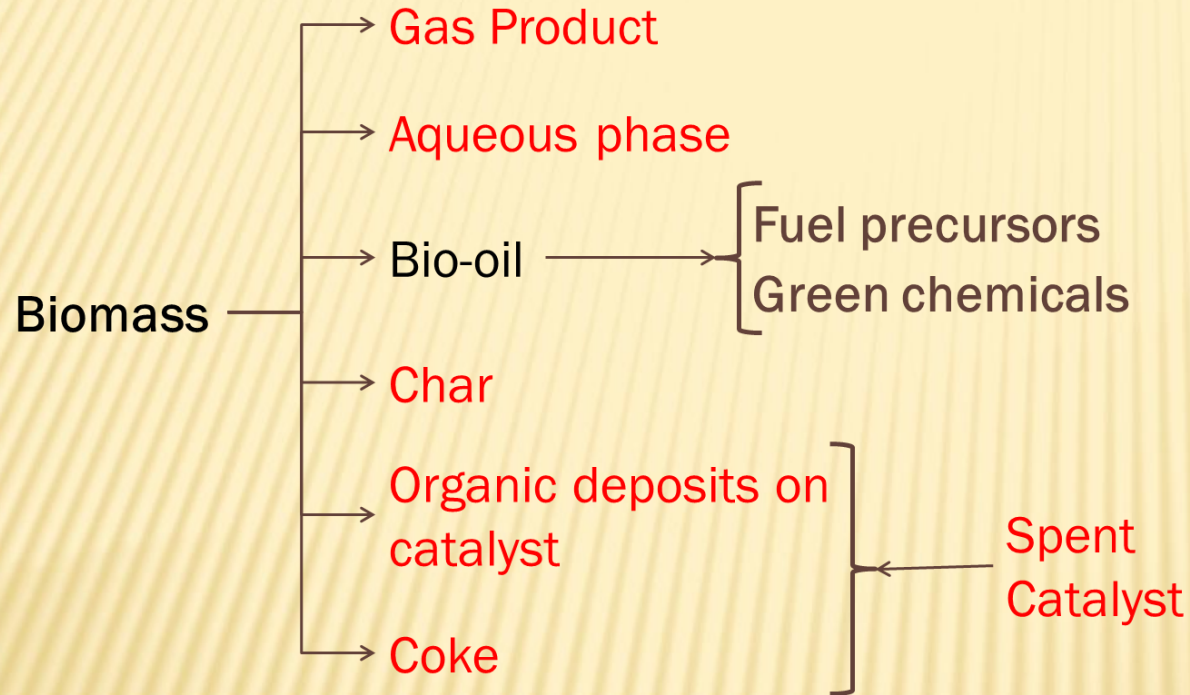 Gas Product
Aqueous phase
Bio-oil
Fuel precursors
Green chemicals
Biomass
Char
Organic deposits on
catalyst
Spent
Catalyst
Coke